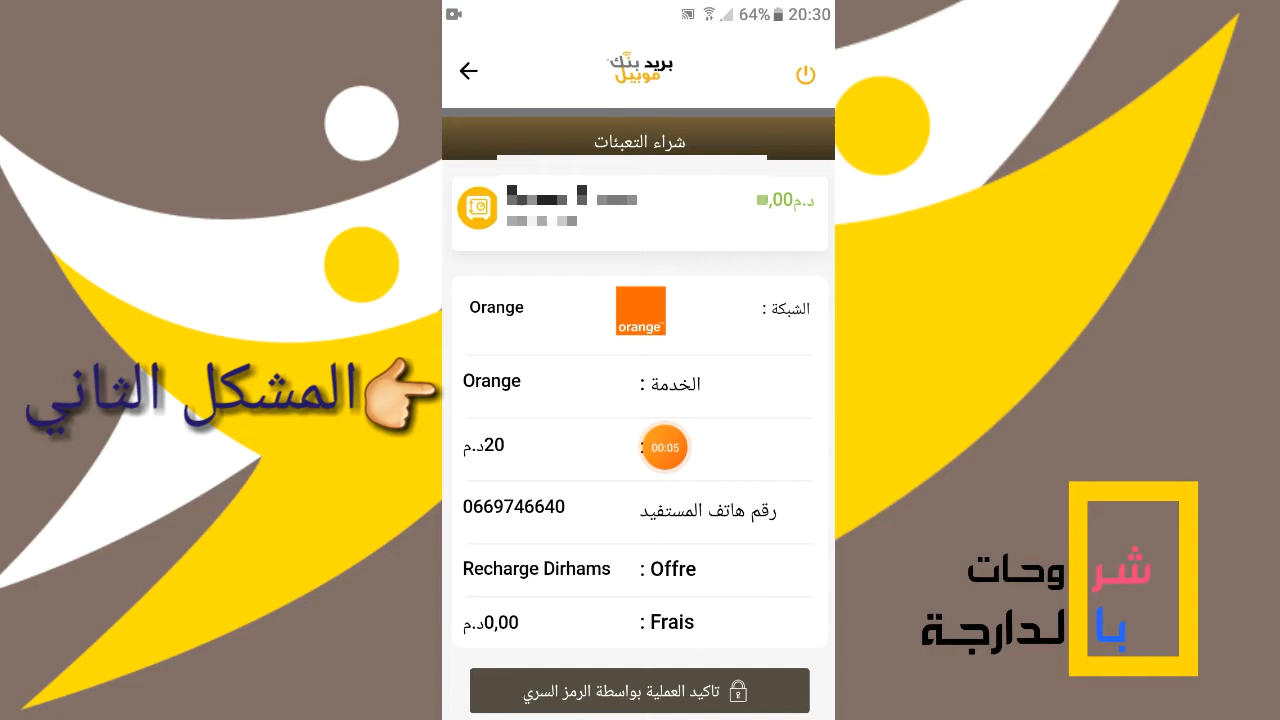 64% 20:30
بريد بنك
موبيل
شراء التعبئات
00,د.م
الشبكة : orange Orange
الخدمة : Orange
: 00:05 20د.م
رقم هاتف المستفيد 0669746640
Offre : Recharge Dirhams
Frais : 0,00د.م
تاكيد العملية بواسطة الرمز السري
المشكل الثاني
شروحات
بالدارجة